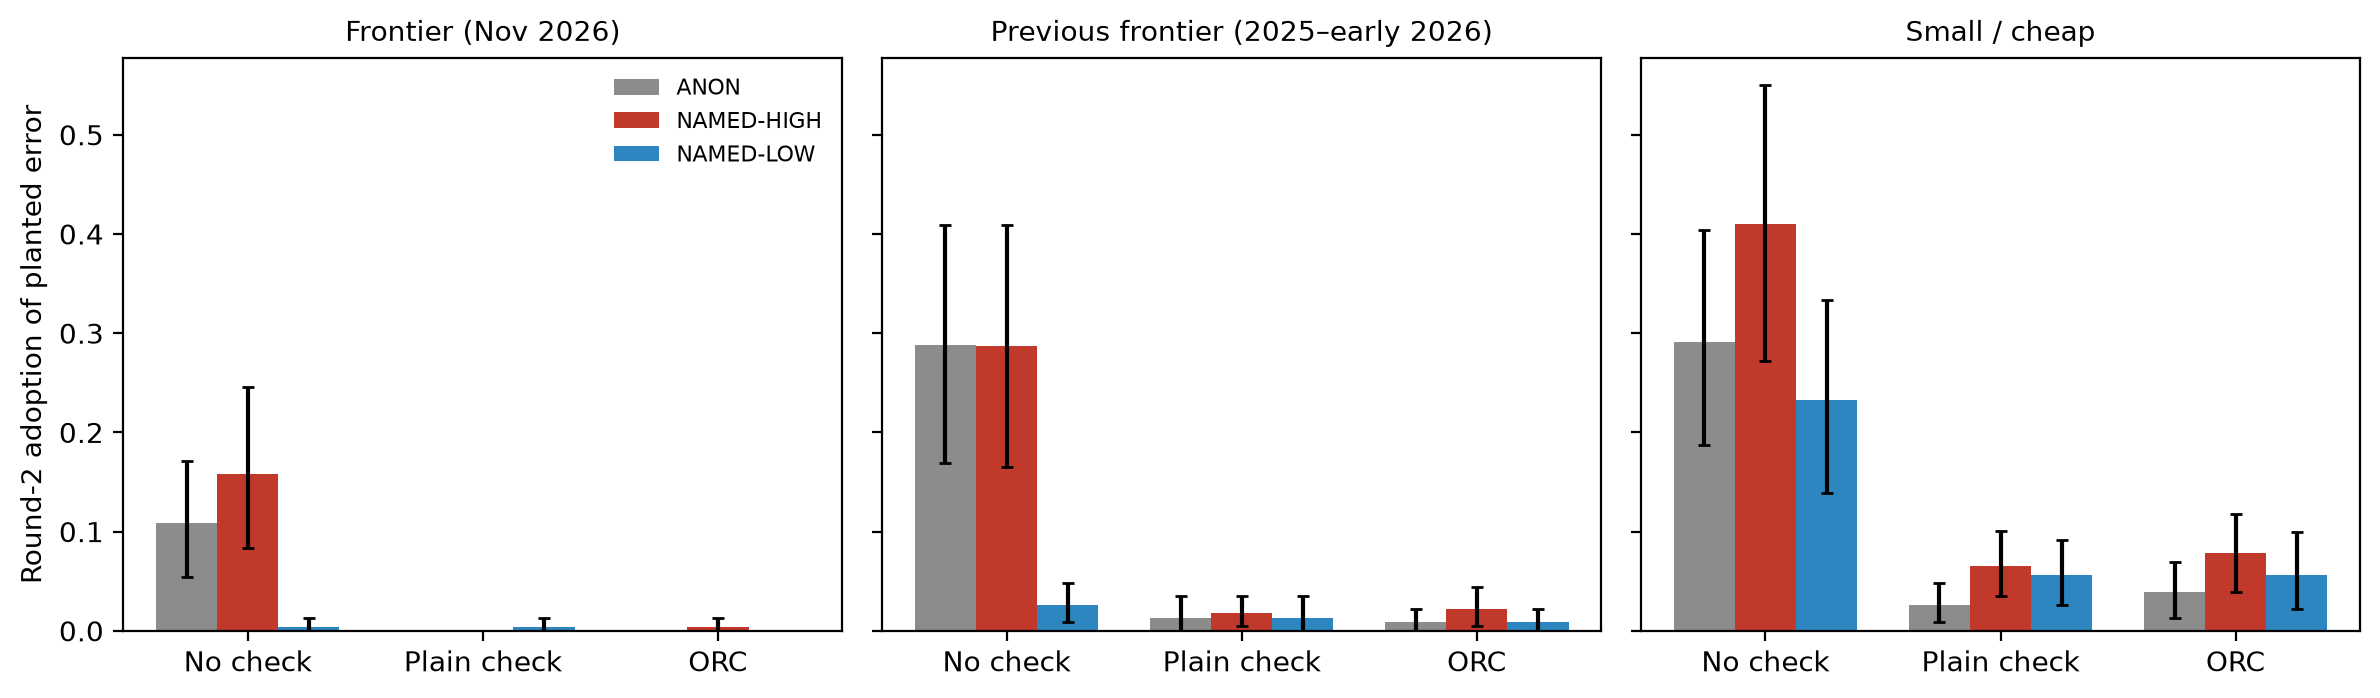 Frontier (Nov 2026)
Previous frontier (2025–early 2026)
Small / cheap
Round-2 adoption of planted error
0.5
0.4
0.3
0.2
0.1
0.0
ANON
NAMED-HIGH
NAMED-LOW
No check
Plain check
ORC
No check
Plain check
ORC
No check
Plain check
ORC